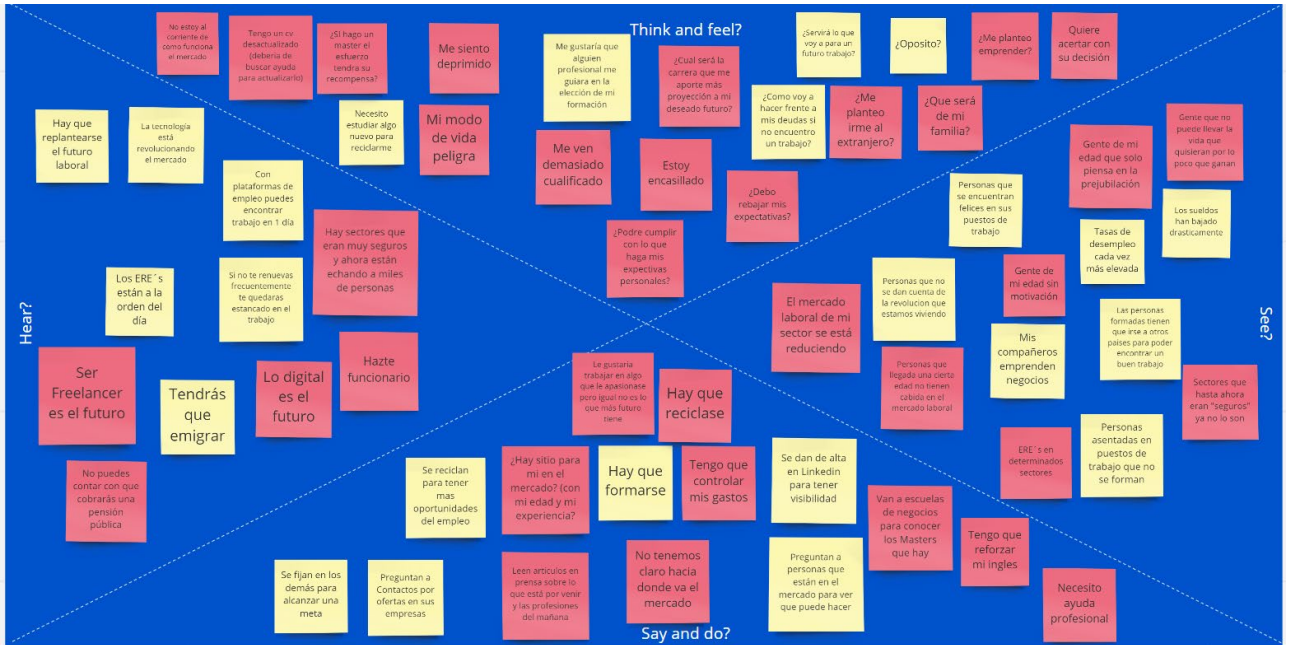 Think and feel?
No estoy al
corriente de
como funciona
el mercado
Tengo un cv
desactualizado
(debería de
buscar ayuda
para actualizarlo)
¿Si hago un
master el
esfuerzo
tendra su
recompensa?
Me siento
deprimido
Me gustaría que
alguien
profesional me
guiara en la
elección de mi
formación
¿Cual será la
carrera que me
aporte más
proyección a mi
deseado futuro?
¿Servirá lo que
voy a para un
futuro trabajo?
¿Oposito?
¿Me planteo
emprender?
Quiere
acertar con
su decisión
Necesito
estudiar algo
nuevo para
reciclarme
Mi modo
de vida
peligra
¿Como voy a
hacer frente a
mis deudas si no
encuentro
un trabajo?
¿Me
planteo
irme al
extranjero?
¿Que será
de mi
familia?
Me ven
demasiado
cualificado
Estoy
encasillado
¿Debo
rebajar mis
expectativas?
¿Podre cumplir
con lo que
haga mis
expectivas
personales?
Hear?
Hay que
replantearse
el futuro
laboral
La tecnología
está
revolucionando
el mercado
Con
plataformas de
empleo puedes
encontrar
trabajo en 1 día
Hay sectores que
eran muy seguros
y ahora están
echando a miles
de personas
Los ERE´s
están a la
orden del
día
Si no te renuevas
frecuentemente
te quedaras
estancado en el
trabajo
Ser
Freelancer
es el futuro
Tendrás
que
emigrar
Lo digital
es el
futuro
Hazte
funcionario
No puedes
contar con que
cobrarás una
pensión
pública
See?
Gente de mi
edad que solo
piensa en la
prejubilación
Gente que no
puede llevar la
vida que
quisieran por lo
poco que ganan
Personas que
se encuentran
felices en sus
puestos de
trabajo
Los sueldos
han bajado
drasticamente
Tasas de
desempleo
cada vez
más elevada
Personas que no
se dan cuenta de
la revolucion que
estamos viviendo
Gente de
mi edad sin
motivación
El mercado
laboral de mi
sector se está
reduciendo
Mis
compañeros
emprenden
negocios
Las personas
formadas tienen
que irse a otros
paises para poder
encontrar un
buen trabajo
Personas que
llegada una cierta
edad no tienen
cabida en el
mercado laboral
Sectores que
hasta ahora
eran "seguros"
ya no lo son
ERE´s en
determinados
sectores
Personas
asentadas en
puestos de
trabajo que no
se forman
Le gustaria
trabajar en algo
que le apasionase
pero igual no es lo
que más futuro
tiene
Hay que
reciclase
Se reciclan
para tener
mas
oportunidades
del empleo
¿Hay sitio para
mi en el
mercado? (con
mi edad y mi
experiencia?
Hay que
formarse
Tengo que
controlar
mis gastos
Se dan de alta
en Linkedin
para tener
visibilidad
Van a escuelas
de negocios
para conocer
los Masters
que hay
Tengo que
reforzar
mi ingles
Se fijan en los
demás para
alcanzar una
meta
Preguntan a
Contactos por
ofertas en sus
empresas
Leen artículos en
prensa sobre lo
que está por venir
y las profesiones
del mañana
No tenemos
claro hacia
donde va el
mercado
Preguntan a
personas que
están en el
mercado para
ver que puede
hacer
Necesito
ayuda
profesional
Say and do?